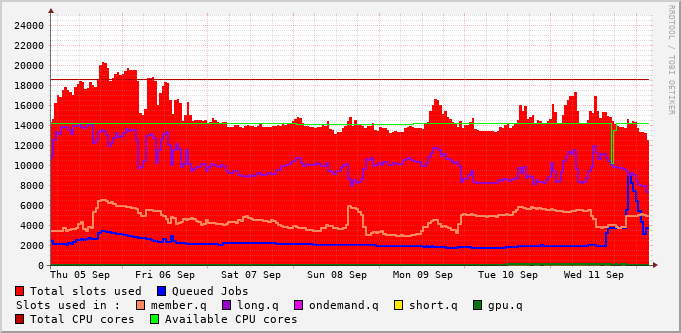 RRDTOOL / TOBI OETIKER
24000
22000
20000
18000
16000
14000
12000
10000
8000
6000
4000
2000
0
Thu 05 Sep Fri 06 Sep Sat 07 Sep Sun 08 Sep Mon 09 Sep Tue 10 Sep Wed 11 Sep
Total slots used Queued Jobs
Slots used in : member.q long.q ondemand.q short.q gpu.q
Total CPU cores Available CPU cores